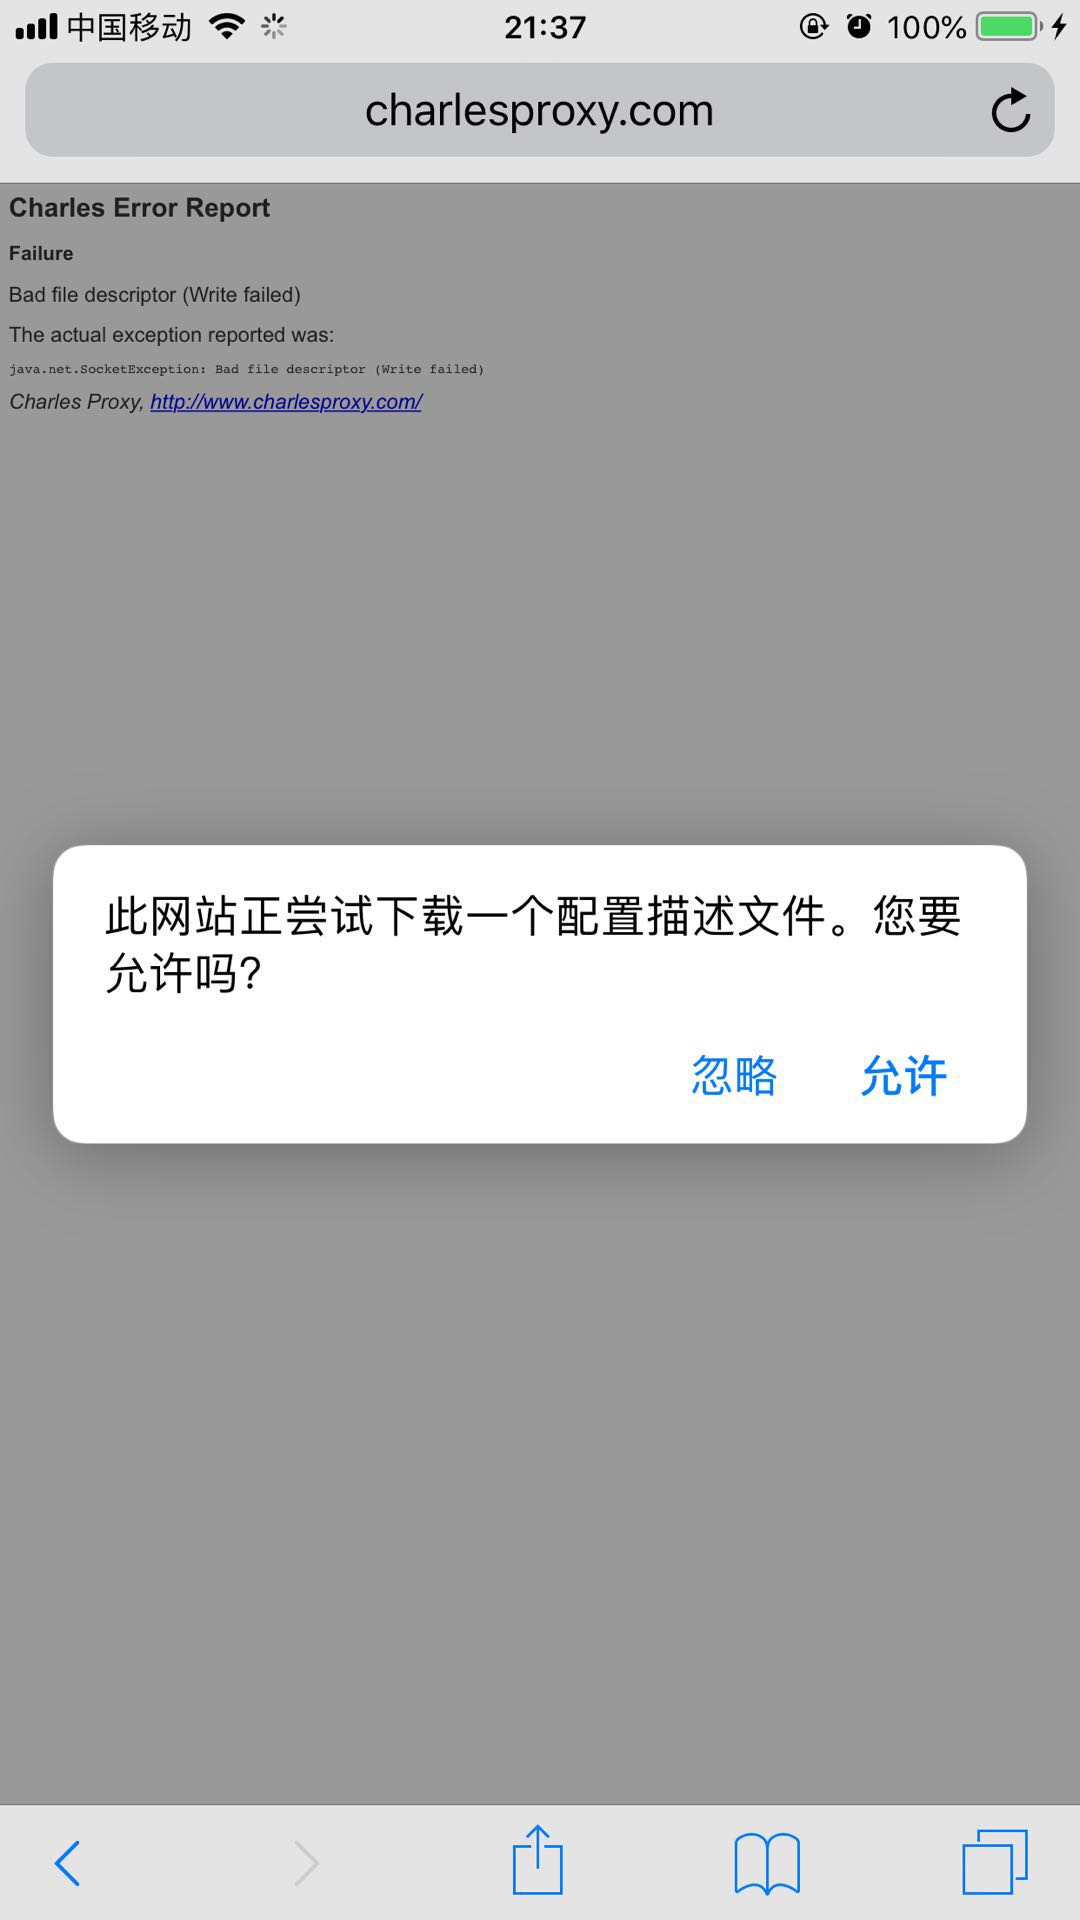 中国移动 21:37 100%
charlesproxy.com
Charles Error Report
Failure
Bad file descriptor (Write failed)
The actual exception reported was:
java.net.SocketException: Bad file descriptor (Write failed)
Charles Proxy, http://www.charlesproxy.com/
此网站正尝试下载一个配置描述文件。您要
允许吗?
忽略 允许